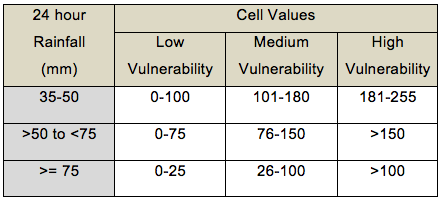 24 hour Rainfall (mm) Cell Values
Low Vulnerability Medium Vulnerability High Vulnerability
35-50 0-100 101-180 181-255
>50 to <75 0-75 76-150 >150
>= 75 0-25 26-100 >100